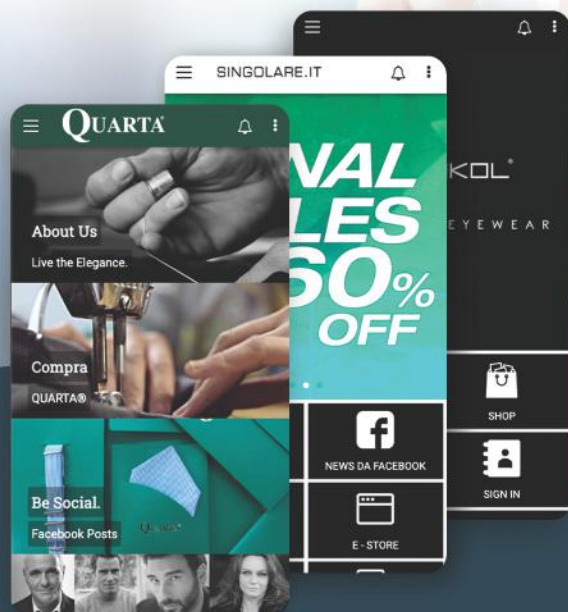 QUARTA®
About Us
Live the Elegance.
Compra
QUARTA®
Be Social.
Facebook Posts
SINGOLARE.IT
NAL
LES
60%
OFF
NEWS DA FACEBOOK
E - STORE
KOL®
EYEWEAR
SHOP
SIGN IN